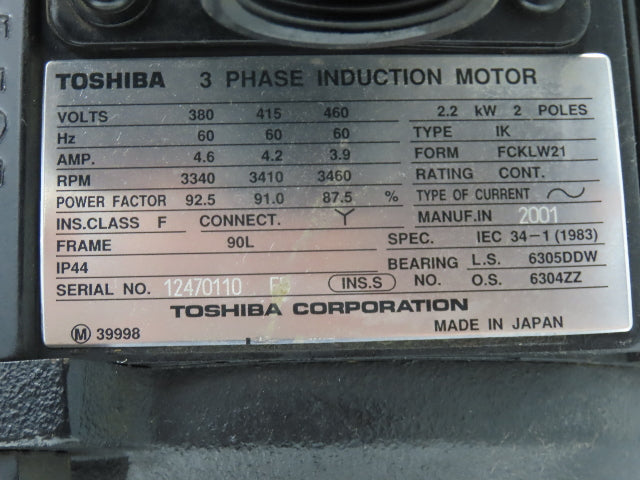 TOSHIBA 3 PHASE INDUCTION MOTOR
VOLTS 380 415 460 2.2 kW 2 POLES
Hz 60 60 60 TYPE IK
AMP. 4.6 4.2 3.9 FORM FCKLW21
RPM 3340 3410 3460 RATING CONT.
POWER FACTOR 92.5 91.0 87.5 % TYPE OF CURRENT
INS.CLASS F CONNECT. Y MANUF.IN 2001
FRAME 90L SPEC. IEC 34-1 (1983)
IP44 BEARING L.S. 6305DDW
SERIAL NO. 12470110 INS.S NO. O.S. 6304ZZ
TOSHIBA CORPORATION
M 39998 MADE IN JAPAN